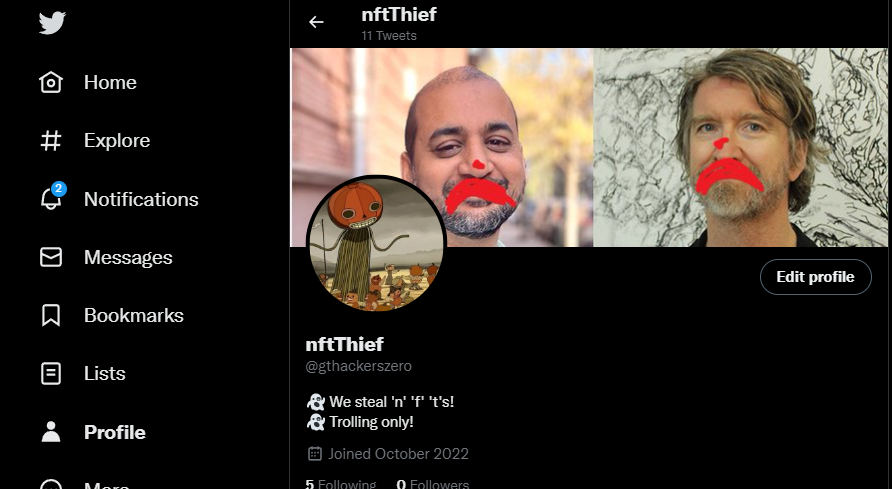 nftThief
11 Tweets
Home
Explore
2
Notifications
Messages
Bookmarks
Lists
Profile
More
Edit profile
nftThief
@gthackerszero
We steal 'n' 'f' 't's!
Trolling only!
Joined October 2022
5 Following 0 Followers